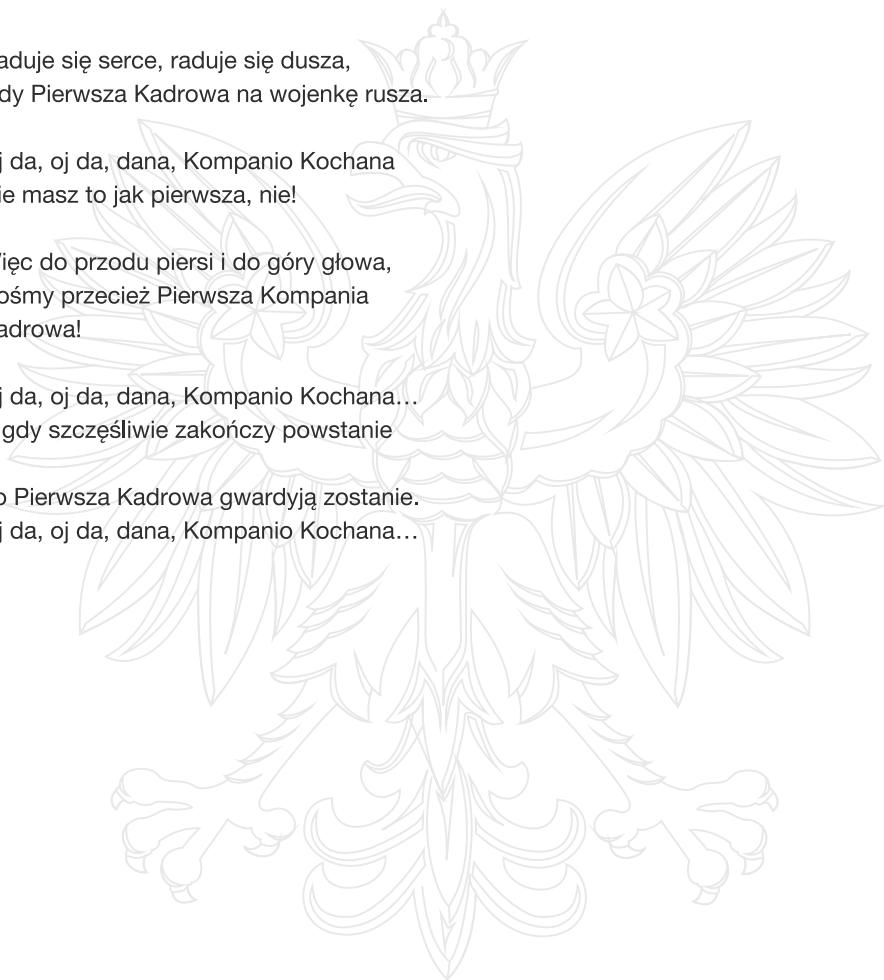 aduje się serce, raduje się dusza,
dy Pierwsza Kadrowa na wojenkę rusza.
j da, oj da, dana, Kompanio Kochana
ie masz to jak pierwsza, nie!
ięc do przodu piersi i do góry głowa,
ośmy przecież Pierwsza Kompania
adrowa!
j da, oj da, dana, Kompanio Kochana…
gdy szczęśliwie zakończy powstanie
o Pierwsza Kadrowa gwardyją zostanie.
j da, oj da, dana, Kompanio Kochana…